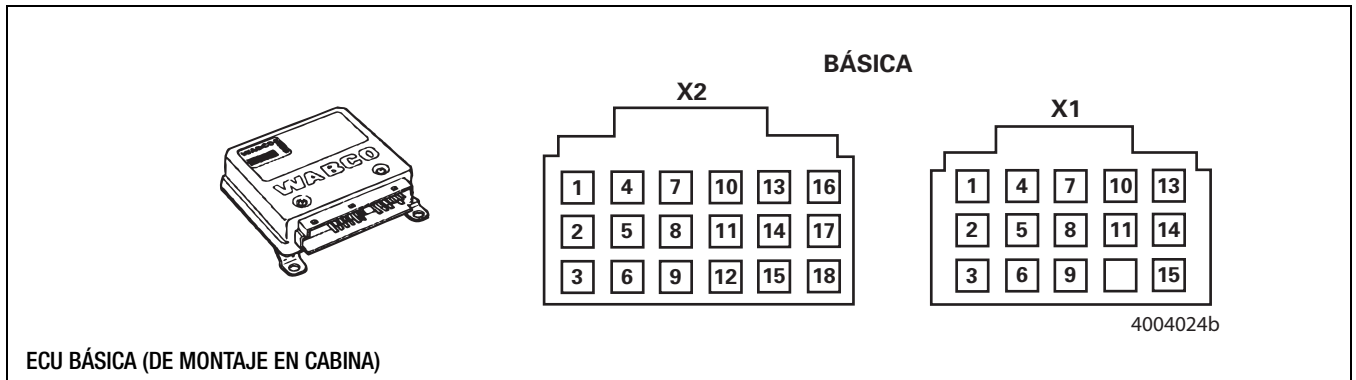 BÁSICA
X2
X1
1 4 7 10 13 16
2 5 8 11 14 17
3 6 9 12 15 18
1 4 7 10 13
2 5 8 11 14
3 6 9 15
WABCO
4004024b
ECU BÁSICA (DE MONTAJE EN CABINA)